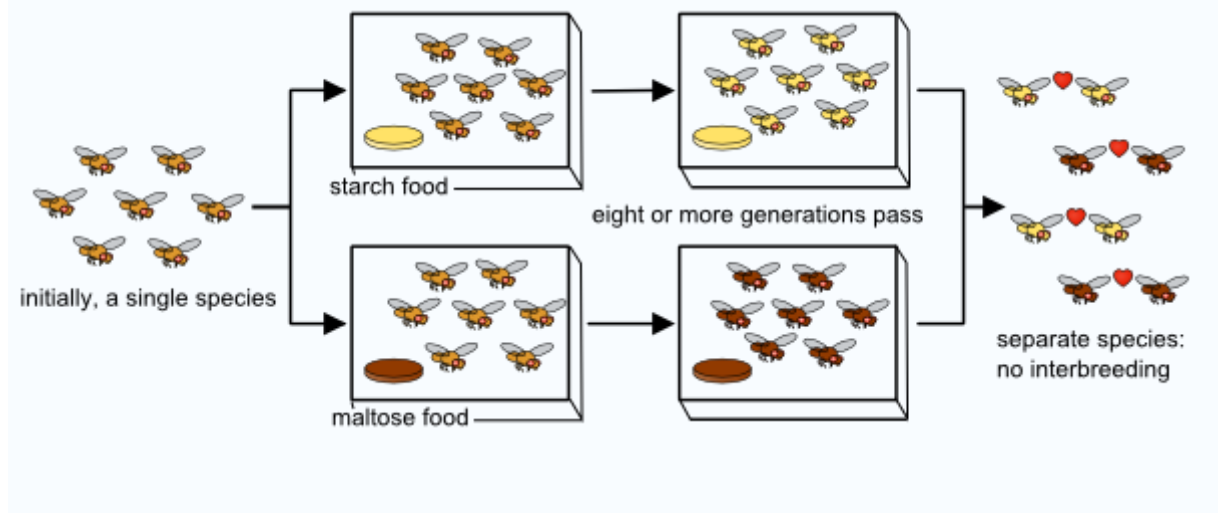 starch food
eight or more generations pass
initially, a single species
maltose food
separate species:
no interbreeding